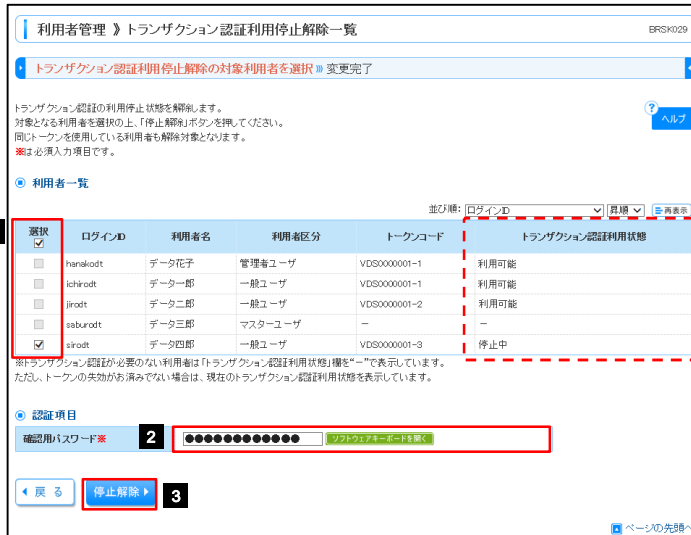 利用者管理 》トランザクション認証利用停止解除一覧 BRSK029
トランザクション認証利用停止解除の対象利用者を選択 》 変更完了
トランザクション認証の利用停止状態を解除します。
対象となる利用者を選択の上、「停止解除」ボタンを押してください。
同じトークンを使用している利用者も解除対象となります。
※は必須入力項目です。
ヘルプ
利用者一覧
並び順: ログインID 昇順 再表示
選択 ログインID 利用者名 利用者区分 トークンコード トランザクション認証利用状態
hanakodt データ花子 管理者ユーザ VDS0000001-1 利用可能
ichirodt データ一郎 一般ユーザ VDS0000001-1 利用可能
jirodt データ二郎 一般ユーザ VDS0000001-2 利用可能
saburodt データ三郎 マスターユーザ － －
sirodt データ四郎 一般ユーザ VDS0000001-3 停止中
※トランザクション認証が必要のない利用者は「トランザクション認証利用状態」欄を“－”で表示しています。
ただし、トークンの失効がお済みでない場合は、現在のトランザクション認証利用状態を表示しています。
認証項目
確認用パスワード※ 2 ●●●●●●●●●●●● ソフトウェアキーボードを開く
戻る 停止解除 3
ページの先頭へ